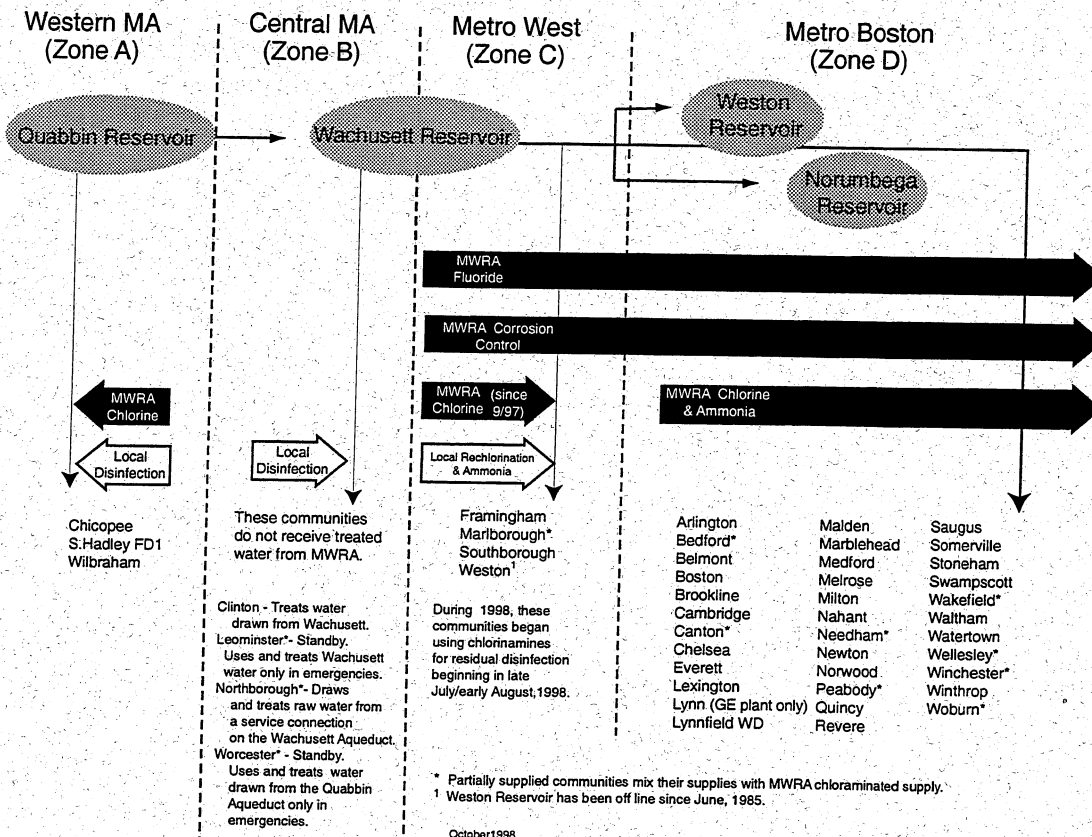 Western MA
(Zone A)
Central MA
(Zone B)
Metro West
(Zone C)
Metro Boston
(Zone D)
Quabbin Reservoir
Wachusett Reservoir
Weston
Reservoir
Norumbega
Reservoir
MWRA
Fluoride
MWRA Corrosion
Control
MWRA
Chlorine
MWRA (since
Chlorine 9/97)
MWRA Chlorine
& Ammonia
Local
Disinfection
Local
Disinfection
Local Rechlorination
& Ammonia
Chicopee
S.Hadley FD1
Wilbraham
These communities
do not receive treated
water from MWRA.
Clinton - Treats water
drawn from Wachusett.
Leominster*- Standby.
Uses and treats Wachusett
water only in emergencies.
Northborough*- Draws
and treats raw water from
a service connection
on the Wachusett Aqueduct.
Worcester* - Standby.
Uses and treats water
drawn from the Quabbin
Aqueduct only in
emergencies.
Framingham
Marlborough*
Southborough
Weston¹
During 1998, these
communities began
using chlorinamines
for residual disinfection
beginning in late
July/early August,1998.
Arlington
Bedford*
Belmont
Boston
Brookline
Cambridge
Canton*
Chelsea
Everett
Lexington
Lynn (GE plant only)
Lynnfield WD
Malden
Marblehead
Medford
Melrose
Milton
Nahant
Needham*
Newton
Norwood
Peabody*
Quincy
Revere
Saugus
Somerville
Stoneham
Swampscott
Wakefield*
Waltham
Watertown
Wellesley*
Winchester*
Winthrop
Woburn*
* Partially supplied communities mix their supplies with MWRA chloraminated supply.
¹ Weston Reservoir has been off line since June, 1985.
October1998